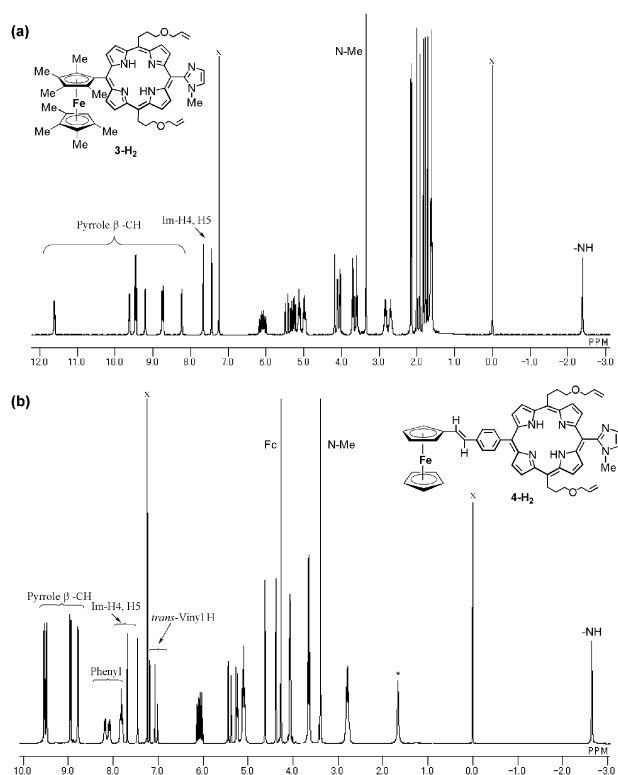 (a)
Me
Me
Me
Me
Me
Me
Me
Me
Me
Fe
NH
N
N
HN
N
N
Me
O
O
3-H2
x
N-Me
x
Pyrrole β -CH
Im-H4, H5
-NH
12.0 11.0 10.0 9.0 8.0 7.0 6.0 5.0 4.0 3.0 2.0 1.0 0.0 −1.0 −2.0 −3.0
PPM
(b)
x
Fc
N-Me
H
H
Fe
NH
N
N
HN
N
N
Me
O
O
4-H2
x
Pyrrole β -CH
Im-H4, H5
trans-Vinyl H
Phenyl
*
-NH
10.0 9.0 8.0 7.0 6.0 5.0 4.0 3.0 2.0 1.0 0.0 −1.0 −2.0 −3.0
PPM